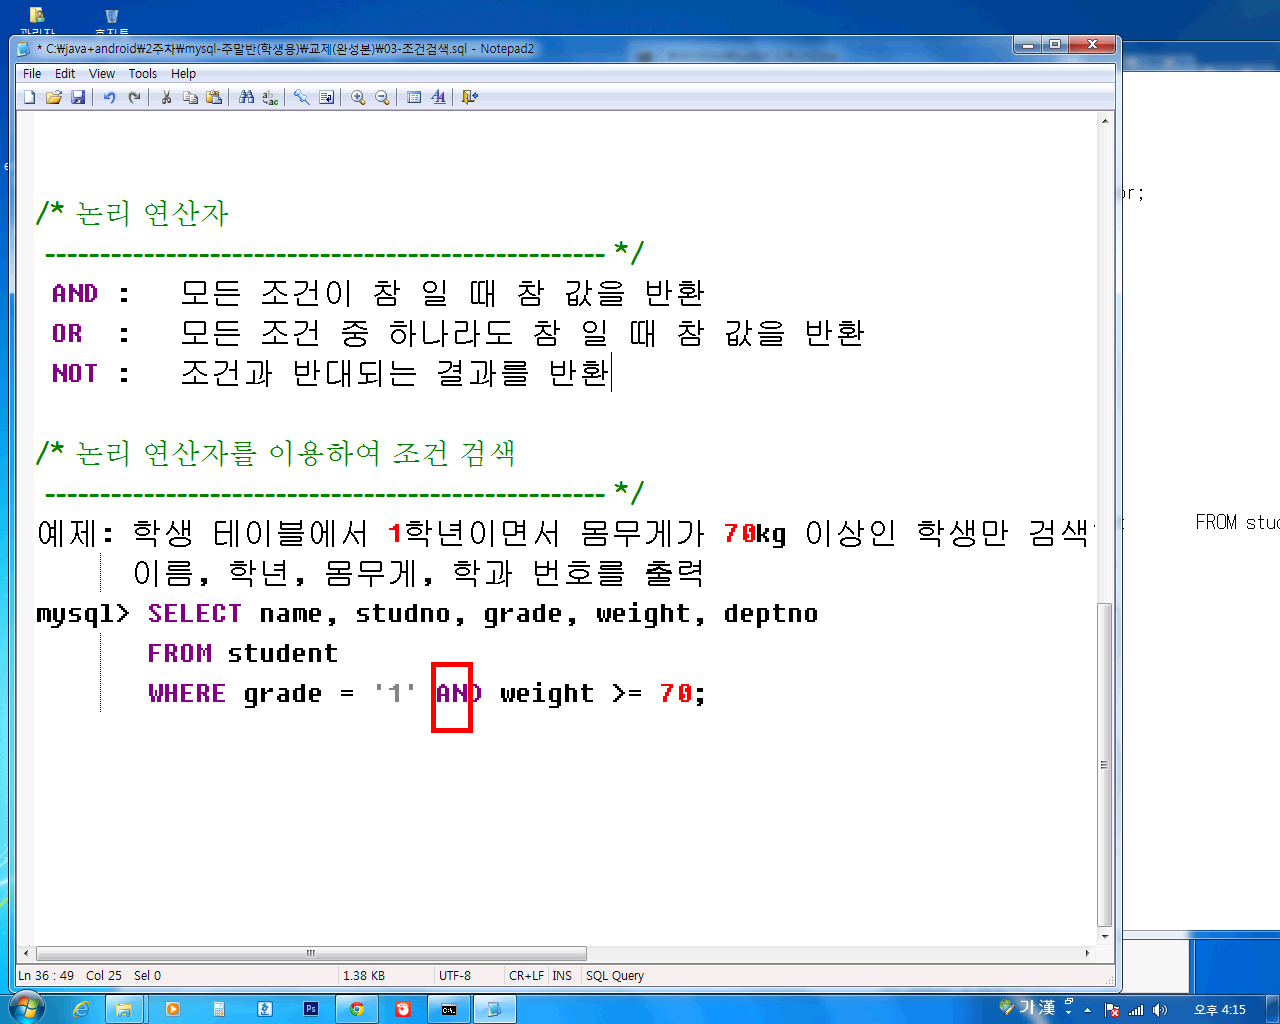 관리자
휴지통
* C:₩java+android₩2주차₩mysql-주말반(학생용)₩교제(완성본)₩03-조건검색.sql - Notepad2
File Edit View Tools Help
/* 논리 연산자
--------------------------------------------------- */
AND : 모든 조건이 참 일 때 참 값을 반환
OR : 모든 조건 중 하나라도 참 일 때 참 값을 반환
NOT : 조건과 반대되는 결과를 반환
/* 논리 연산자를 이용하여 조건 검색
--------------------------------------------------- */
예제: 학생 테이블에서 1학년이면서 몸무게가 70kg 이상인 학생만 검색
이름, 학년, 몸무게, 학과 번호를 출력
mysql> SELECT name, studno, grade, weight, deptno
FROM student
WHERE grade = '1' AND weight >= 70;
or;
FROM stud
Ln 36 : 49 Col 25 Sel 0 1.38 KB UTF-8 CR+LF INS SQL Query
가 漢
오후 4:15